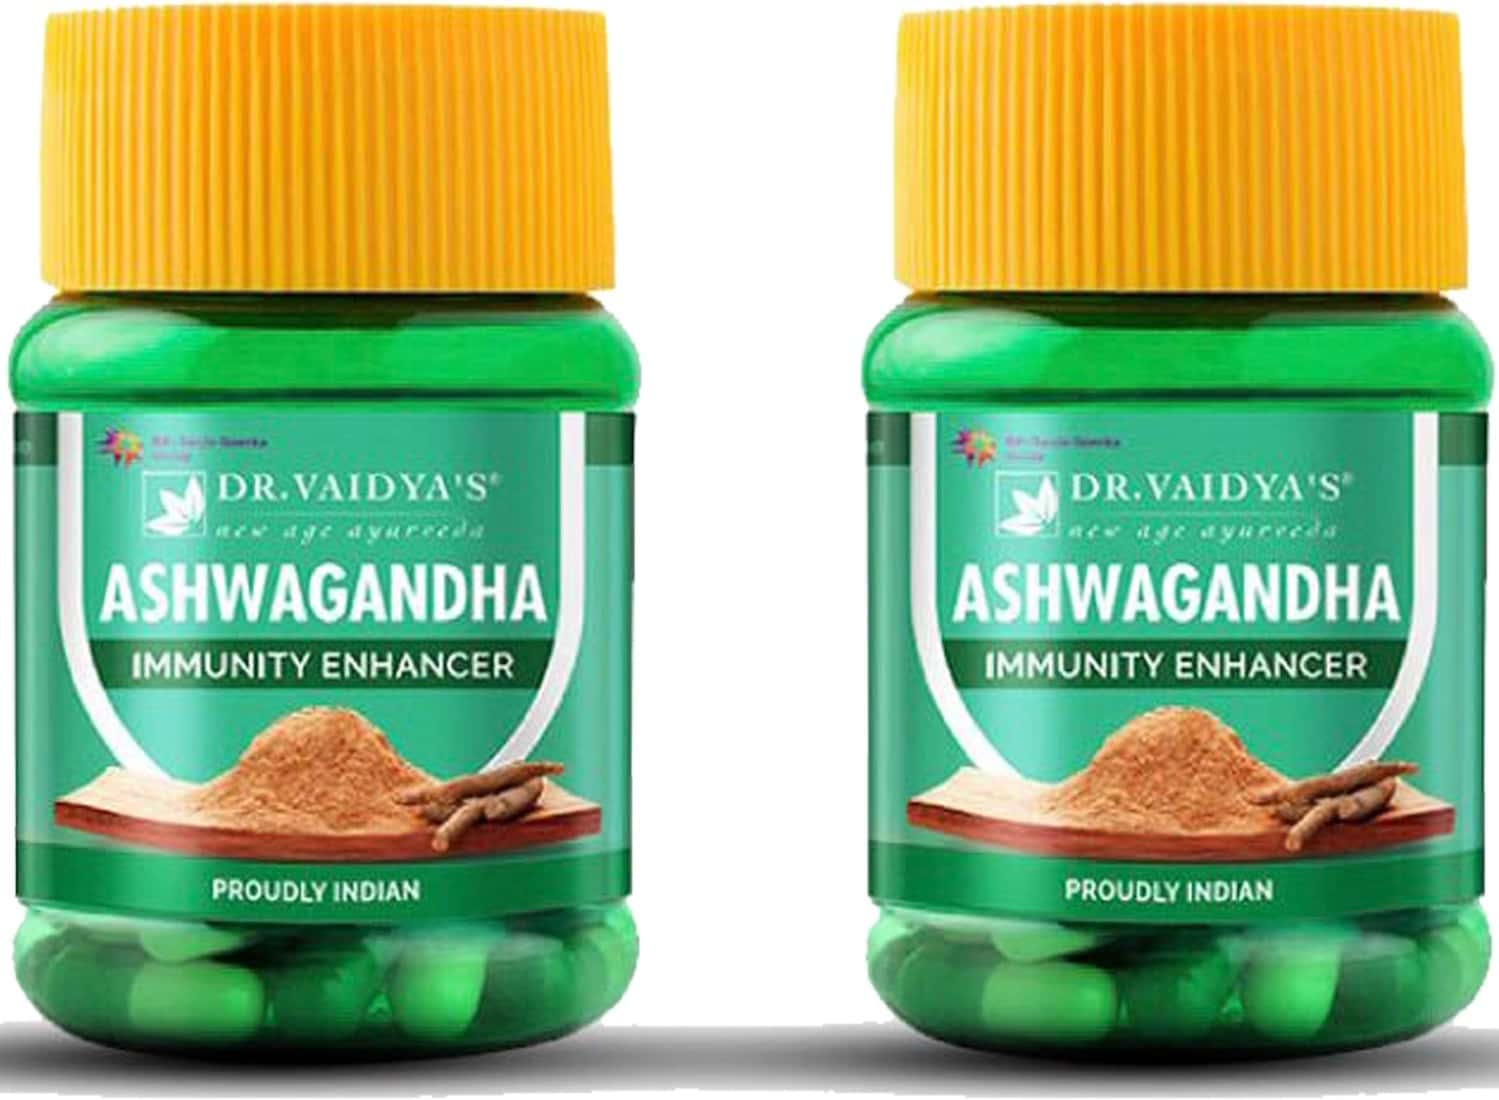 DR.VAIDYA'S®
new age ayurveda
ASHWAGANDHA
IMMUNITY ENHANCER
PROUDLY INDIAN
DR.VAIDYA'S®
new age ayurveda
ASHWAGANDHA
IMMUNITY ENHANCER
PROUDLY INDIAN